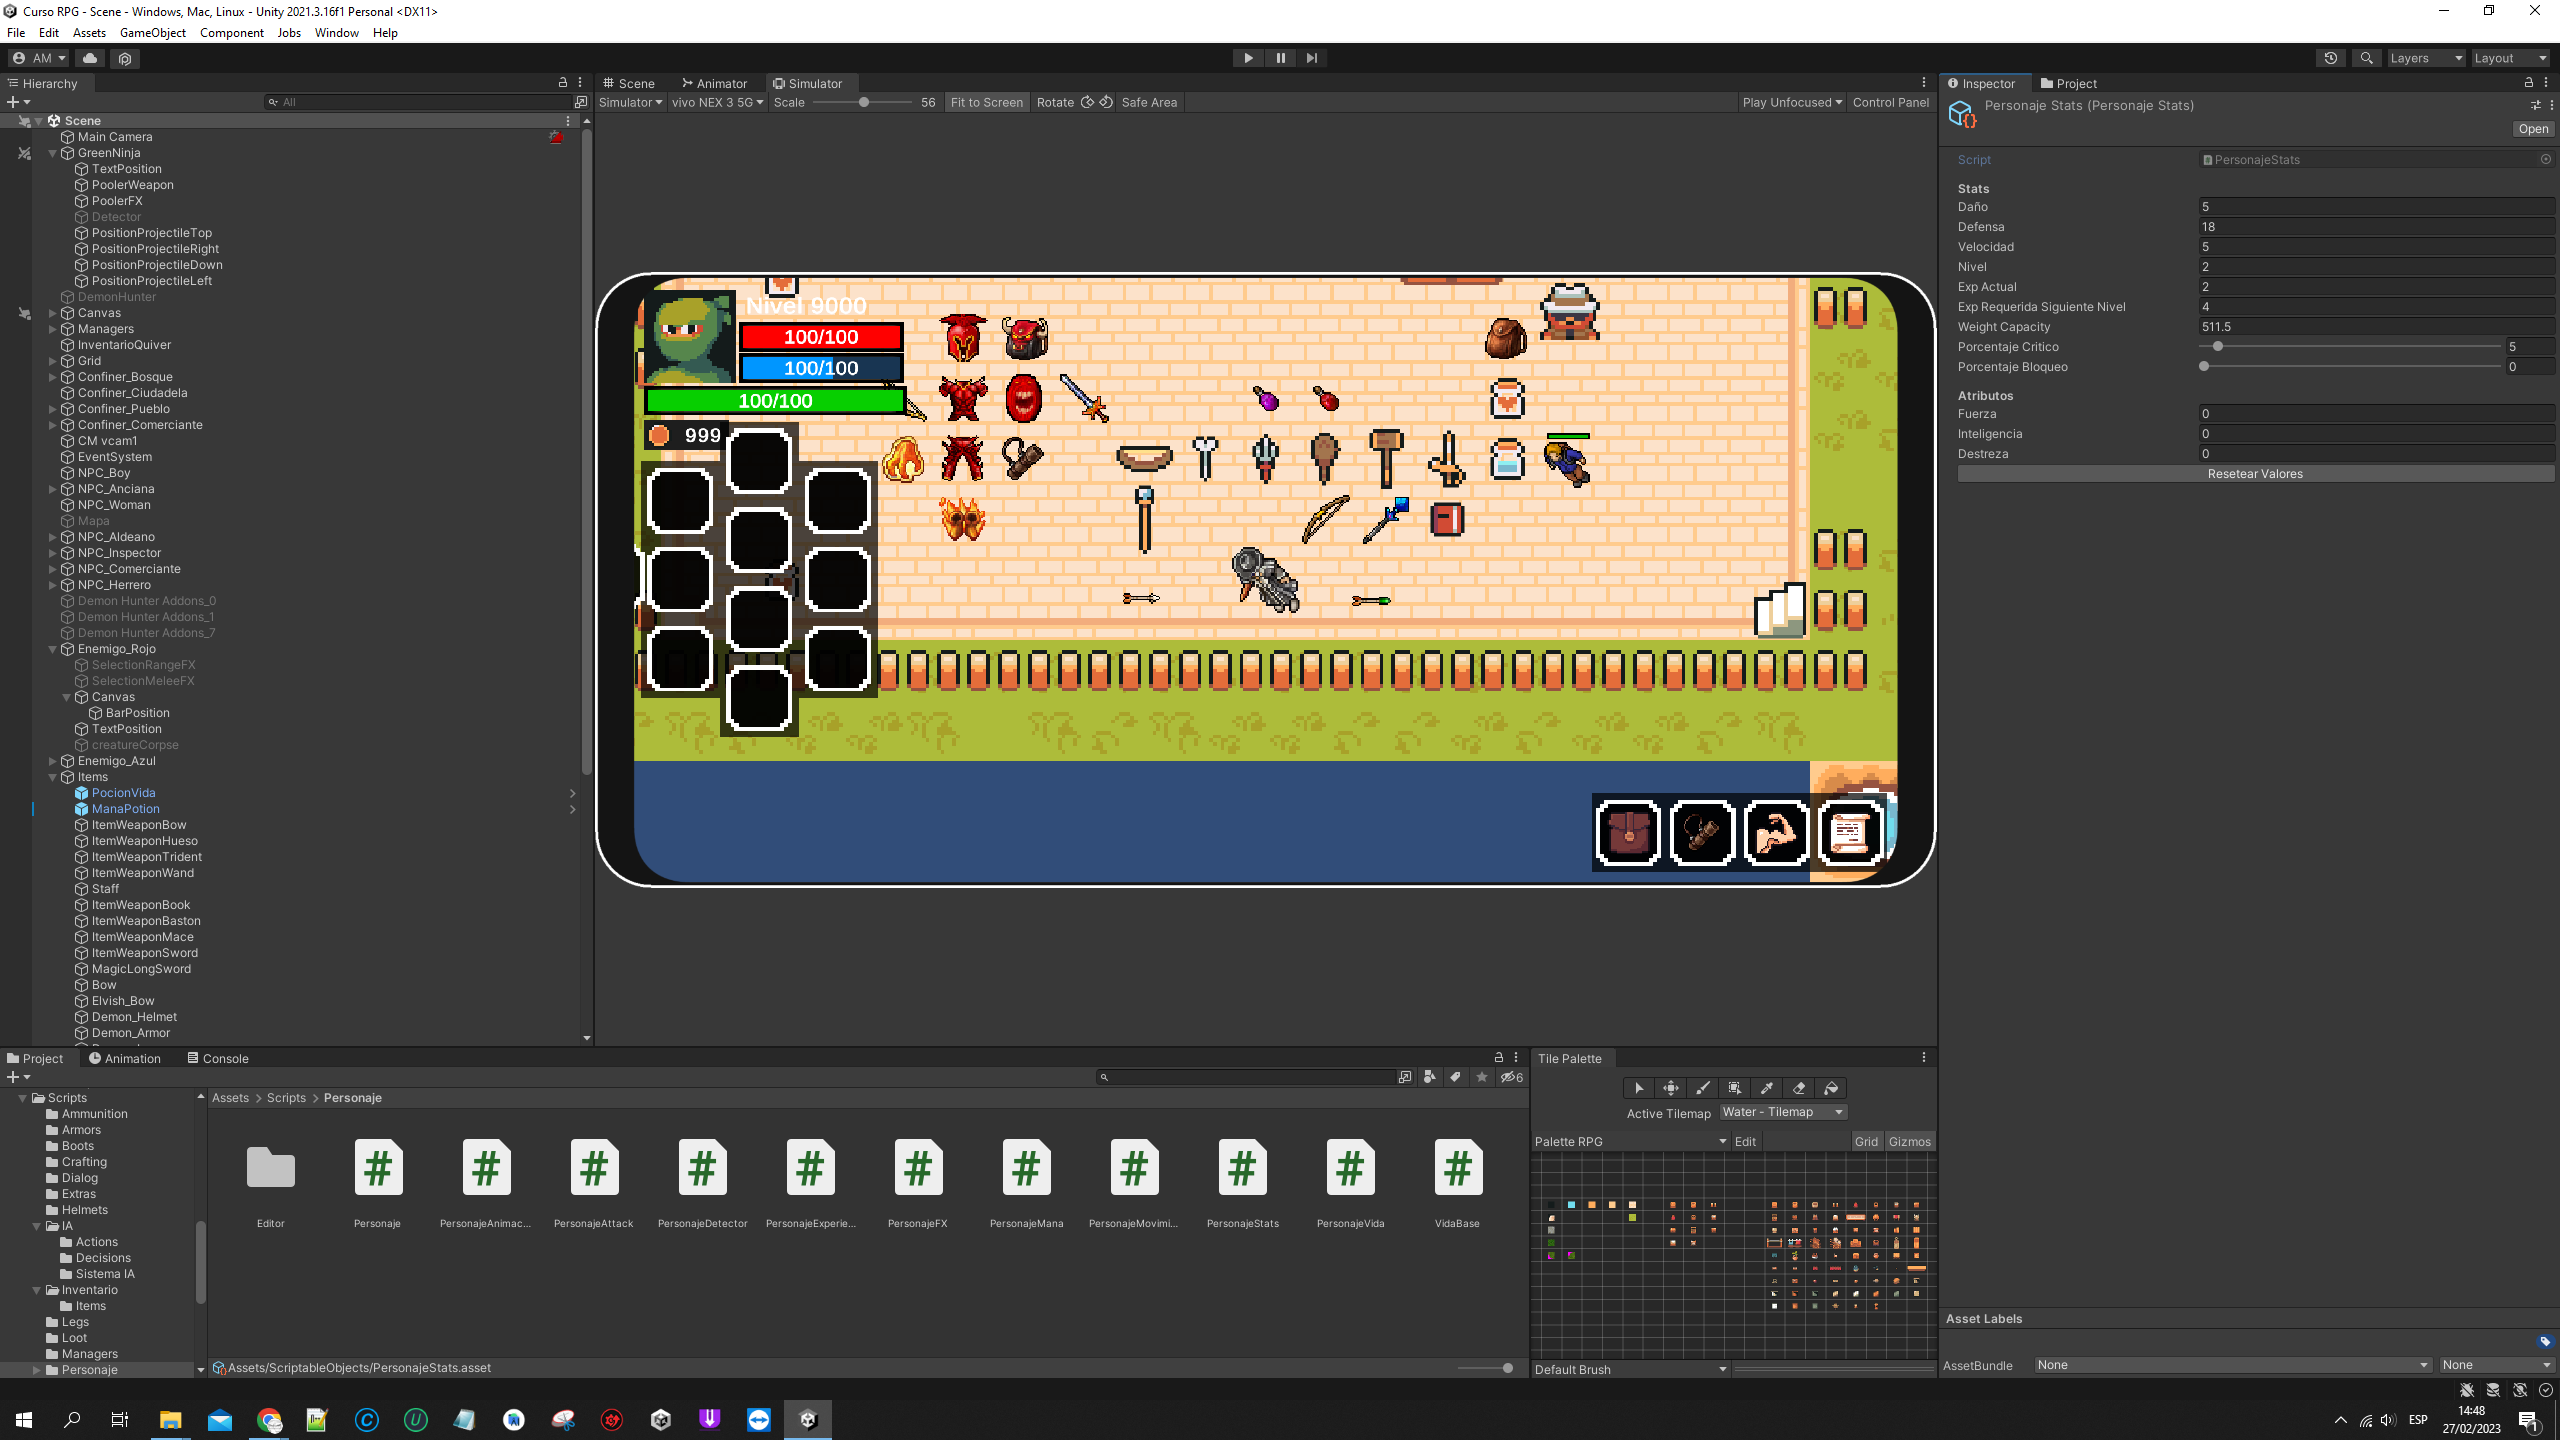 Curso RPG - Scene - Windows, Mac, Linux - Unity 2021.3.16f1 Personal <DX11>
File Edit Assets GameObject Component Jobs Window Help
AM
Layers Layout
Hierarchy
All
Scene
Main Camera
GreenNinja
TextPosition
PoolerWeapon
PoolerFX
Detector
PositionProjectileTop
PositionProjectileRight
PositionProjectileDown
PositionProjectileLeft
DemonHunter
Canvas
Managers
InventarioQuiver
Grid
Confiner_Bosque
Confiner_Ciudadela
Confiner_Pueblo
Confiner_Comerciante
CM vcam1
EventSystem
NPC_Boy
NPC_Anciana
NPC_Woman
Mapa
NPC_Aldeano
NPC_Inspector
NPC_Comerciante
NPC_Herrero
Demon Hunter Addons_0
Demon Hunter Addons_1
Demon Hunter Addons_7
Enemigo_Rojo
SelectionRangeFX
SelectionMeleeFX
Canvas
BarPosition
TextPosition
creatureCorpse
Enemigo_Azul
Items
PocionVida
ManaPotion
ItemWeaponBow
ItemWeaponHueso
ItemWeaponTrident
ItemWeaponWand
Staff
ItemWeaponBook
ItemWeaponBaston
ItemWeaponMace
ItemWeaponSword
MagicLongSword
Bow
Elvish_Bow
Demon_Helmet
Demon_Armor
Scene Animator Simulator
Simulator vivo NEX 3 5G Scale 56 Fit to Screen Rotate Safe Area Play Unfocused Control Panel
Nivel 9000
100/100
100/100
100/100
999
Inspector Project
Personaje Stats (Personaje Stats)
Open
Script PersonajeStats
Stats
Daño 5
Defensa 18
Velocidad 5
Nivel 2
Exp Actual 2
Exp Requerida Siguiente Nivel 4
Weight Capacity 511.5
Porcentaje Critico 5
Porcentaje Bloqueo 0
Atributos
Fuerza 0
Inteligencia 0
Destreza 0
Resetear Valores
Asset Labels
AssetBundle None None
Project Animation Console
6
Scripts
Ammunition
Armors
Boots
Crafting
Dialog
Extras
Helmets
IA
Actions
Decisions
Sistema IA
Inventario
Items
Legs
Loot
Managers
Personaje
Assets > Scripts > Personaje
Editor Personaje PersonajeAnimac... PersonajeAttack PersonajeDetector PersonajeExperie... PersonajeFX PersonajeMana PersonajeMovimi... PersonajeStats PersonajeVida VidaBase
Assets/ScriptableObjects/PersonajeStats.asset
Tile Palette
Active Tilemap Water - Tilemap
Palette RPG Edit Grid Gizmos
Default Brush
ESP
14:48
27/02/2023
1